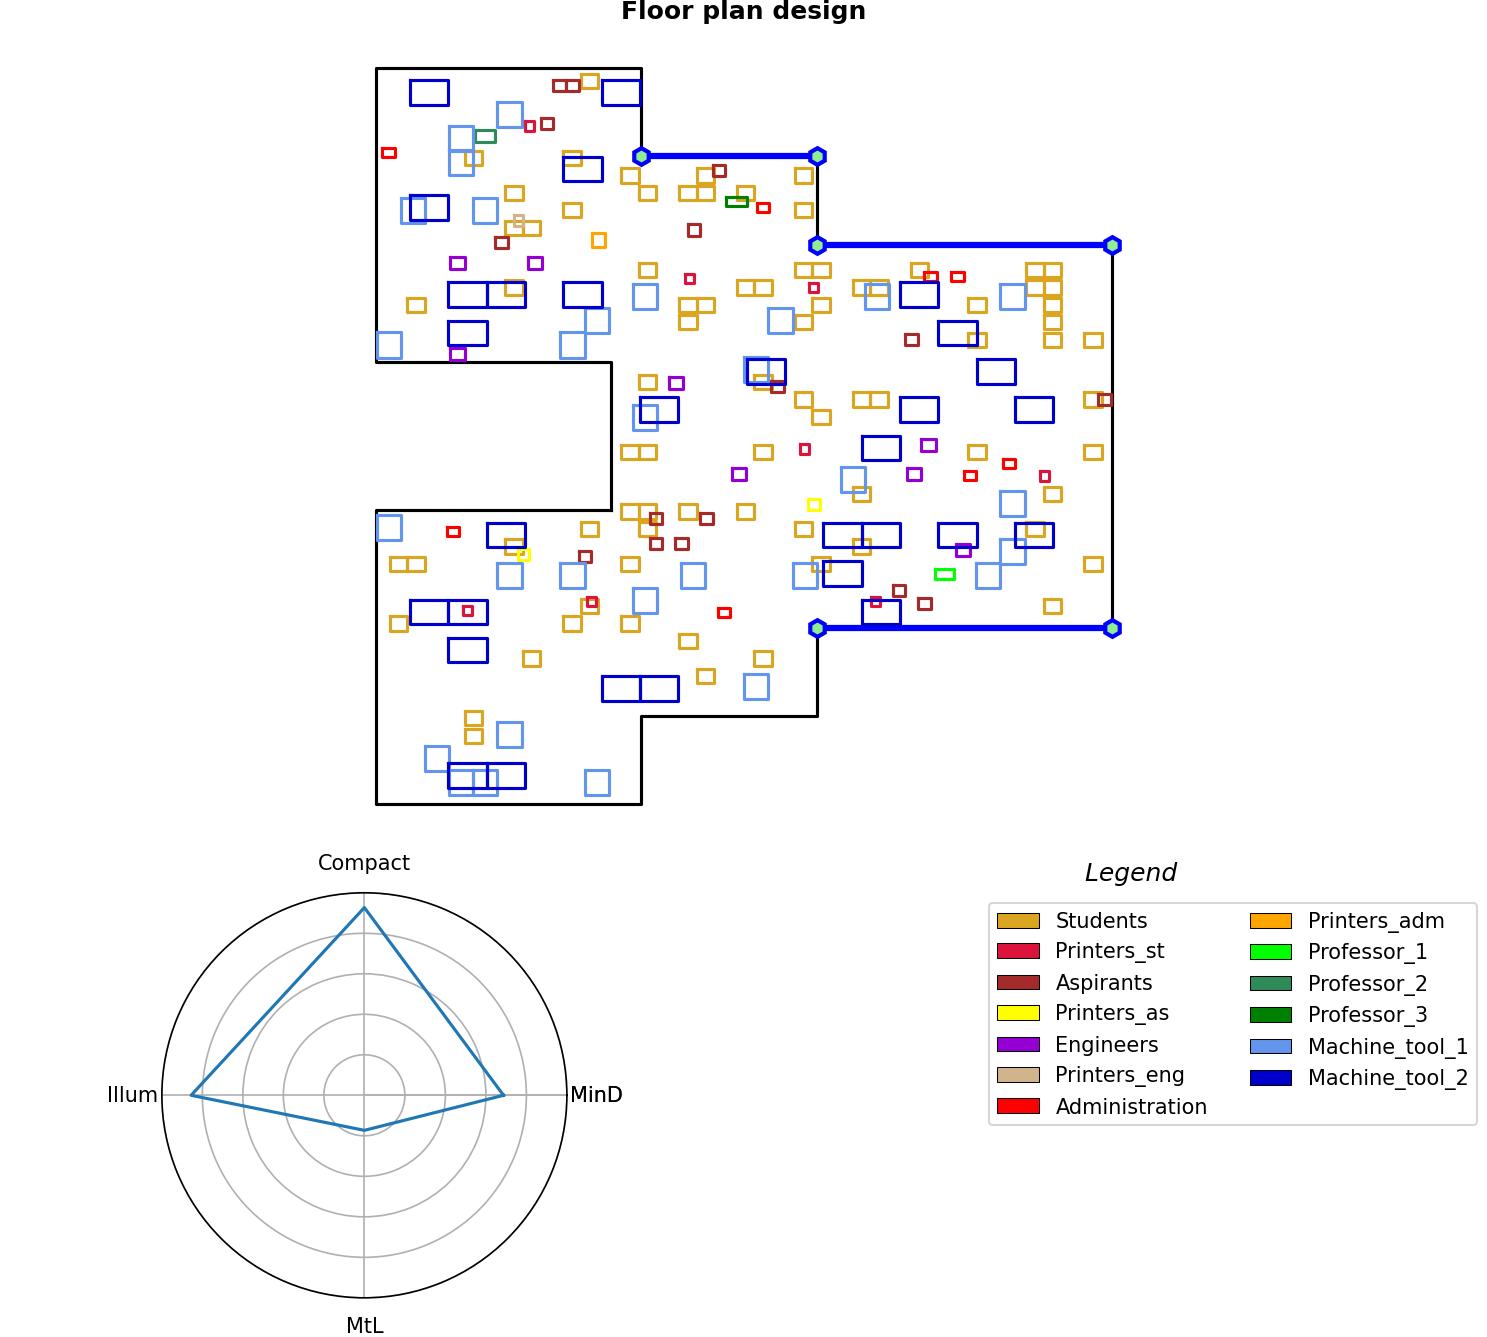 Floor plan design
Compact
Illum
MinD
MtL
Legend
Students
Printers_st
Aspirants
Printers_as
Engineers
Printers_eng
Administration
Printers_adm
Professor_1
Professor_2
Professor_3
Machine_tool_1
Machine_tool_2